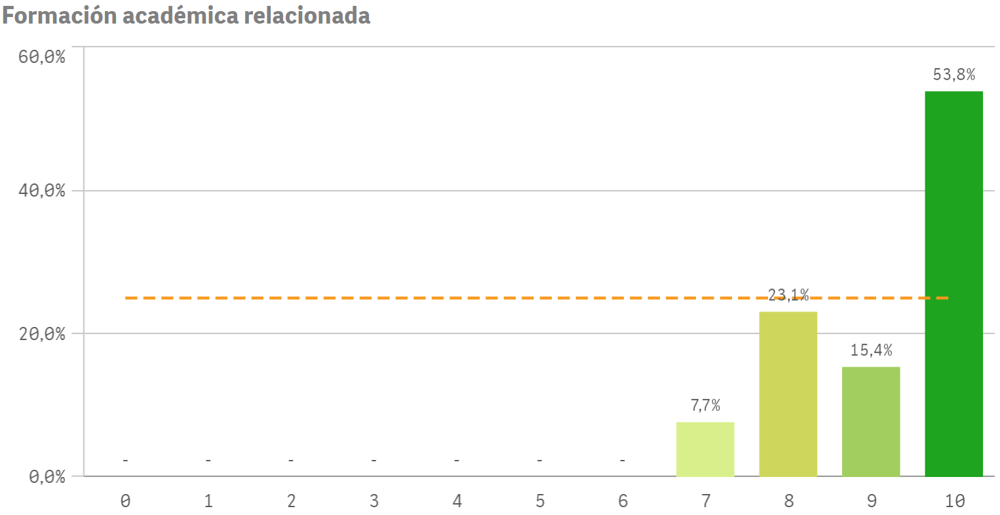 Formación académica relacionada
60,0%
53,8%
40,0%
23,1%
20,0%
15,4%
7,7%
- - - - - - -
0,0%
0 1 2 3 4 5 6 7 8 9 10